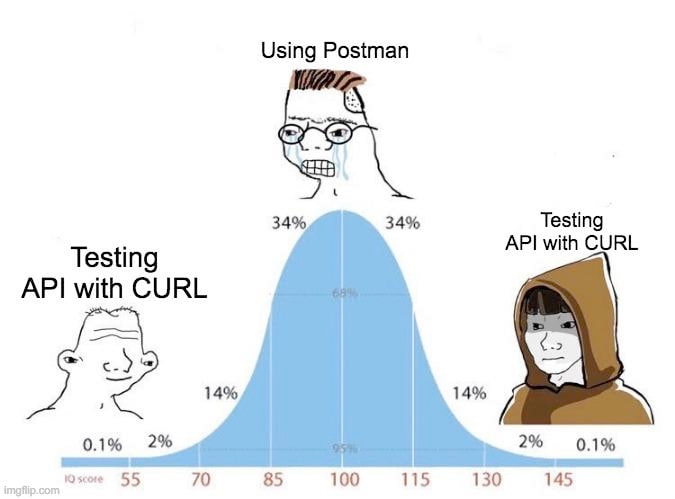 Using Postman
34%
34%
Testing
API with CURL
Testing
API with CURL
68%
14%
14%
0.1%
2%
95%
2%
0.1%
IQ score
55
70
85
100
115
130
145
imgflip.com